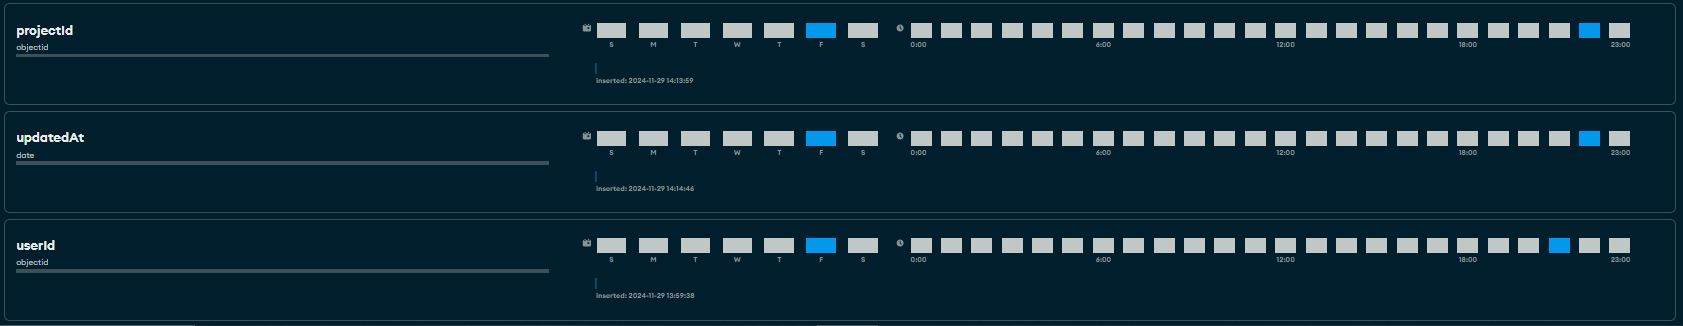 projectId
objectid
S M T W T F S
0:00 6:00 12:00 18:00 23:00
inserted: 2024-11-29 14:13:59
updatedAt
date
S M T W T F S
0:00 6:00 12:00 18:00 23:00
inserted: 2024-11-29 14:14:46
userId
objectid
S M T W T F S
0:00 6:00 12:00 18:00 23:00
inserted: 2024-11-29 13:59:38